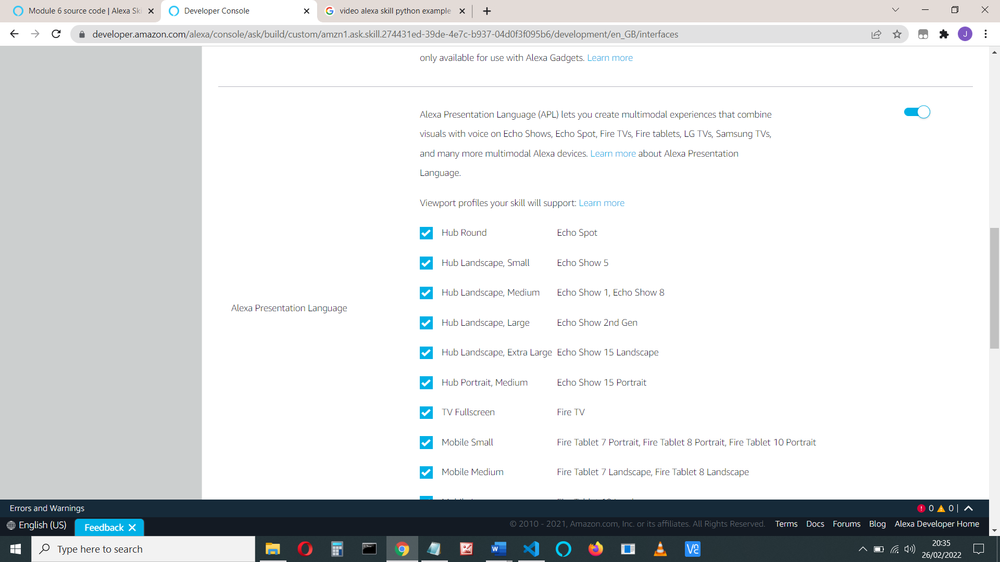 Module 6 source code | Alexa Ski
Developer Console
video alexa skill python example
developer.amazon.com/alexa/console/ask/build/custom/amzn1.ask.skill.274431ed-39de-4e7c-b937-04d0f3f095b6/development/en_GB/interfaces
J
only available for use with Alexa Gadgets. Learn more
Alexa Presentation Language (APL) lets you create multimodal experiences that combine
visuals with voice on Echo Shows, Echo Spot, Fire TVs, Fire tablets, LG TVs, Samsung TVs,
and many more multimodal Alexa devices. Learn more about Alexa Presentation
Language.
Viewport profiles your skill will support: Learn more
Hub Round Echo Spot
Hub Landscape, Small Echo Show 5
Hub Landscape, Medium Echo Show 1, Echo Show 8
Alexa Presentation Language
Hub Landscape, Large Echo Show 2nd Gen
Hub Landscape, Extra Large Echo Show 15 Landscape
Hub Portrait, Medium Echo Show 15 Portrait
TV Fullscreen Fire TV
Mobile Small Fire Tablet 7 Portrait, Fire Tablet 8 Portrait, Fire Tablet 10 Portrait
Mobile Medium Fire Tablet 7 Landscape, Fire Tablet 8 Landscape
Errors and Warnings
0 0
English (US)
Feedback
© 2010 - 2021, Amazon.com, Inc. or its affiliates. All Rights Reserved. Terms Docs Forums Blog Alexa Developer Home
Type here to search
20:35
26/02/2022